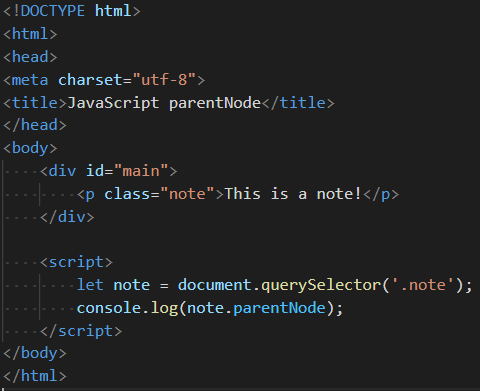 <!DOCTYPE html>
<html>
<head>
<meta charset="utf-8">
<title>JavaScript parentNode</title>
</head>
<body>
    <div id="main">
        <p class="note">This is a note!</p>
    </div>

    <script>
        let note = document.querySelector('.note');
        console.log(note.parentNode);
    </script>
</body>
</html>